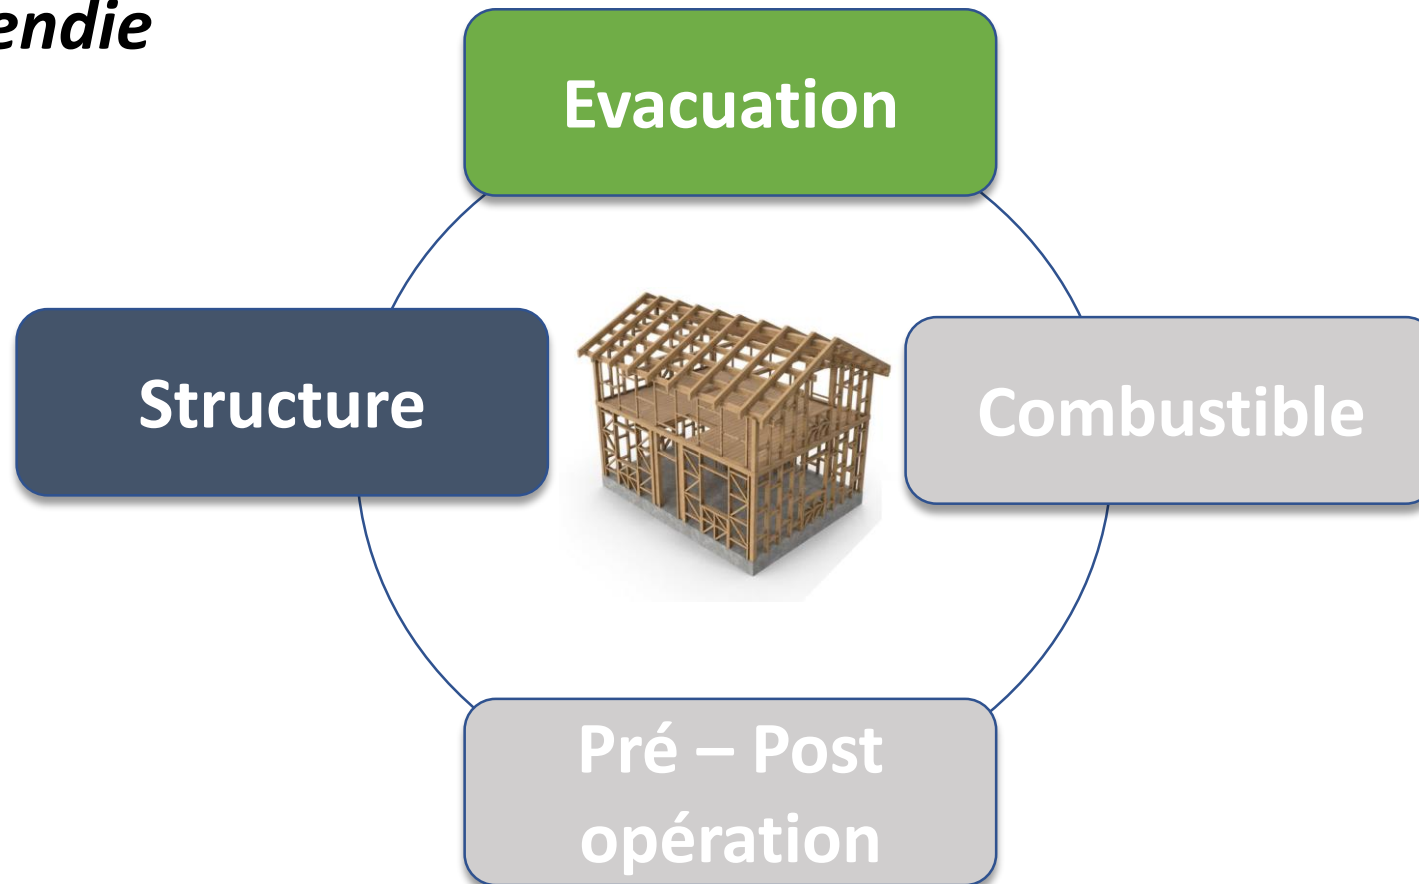 endie
Evacuation
Structure
Combustible
Pré – Post
opération